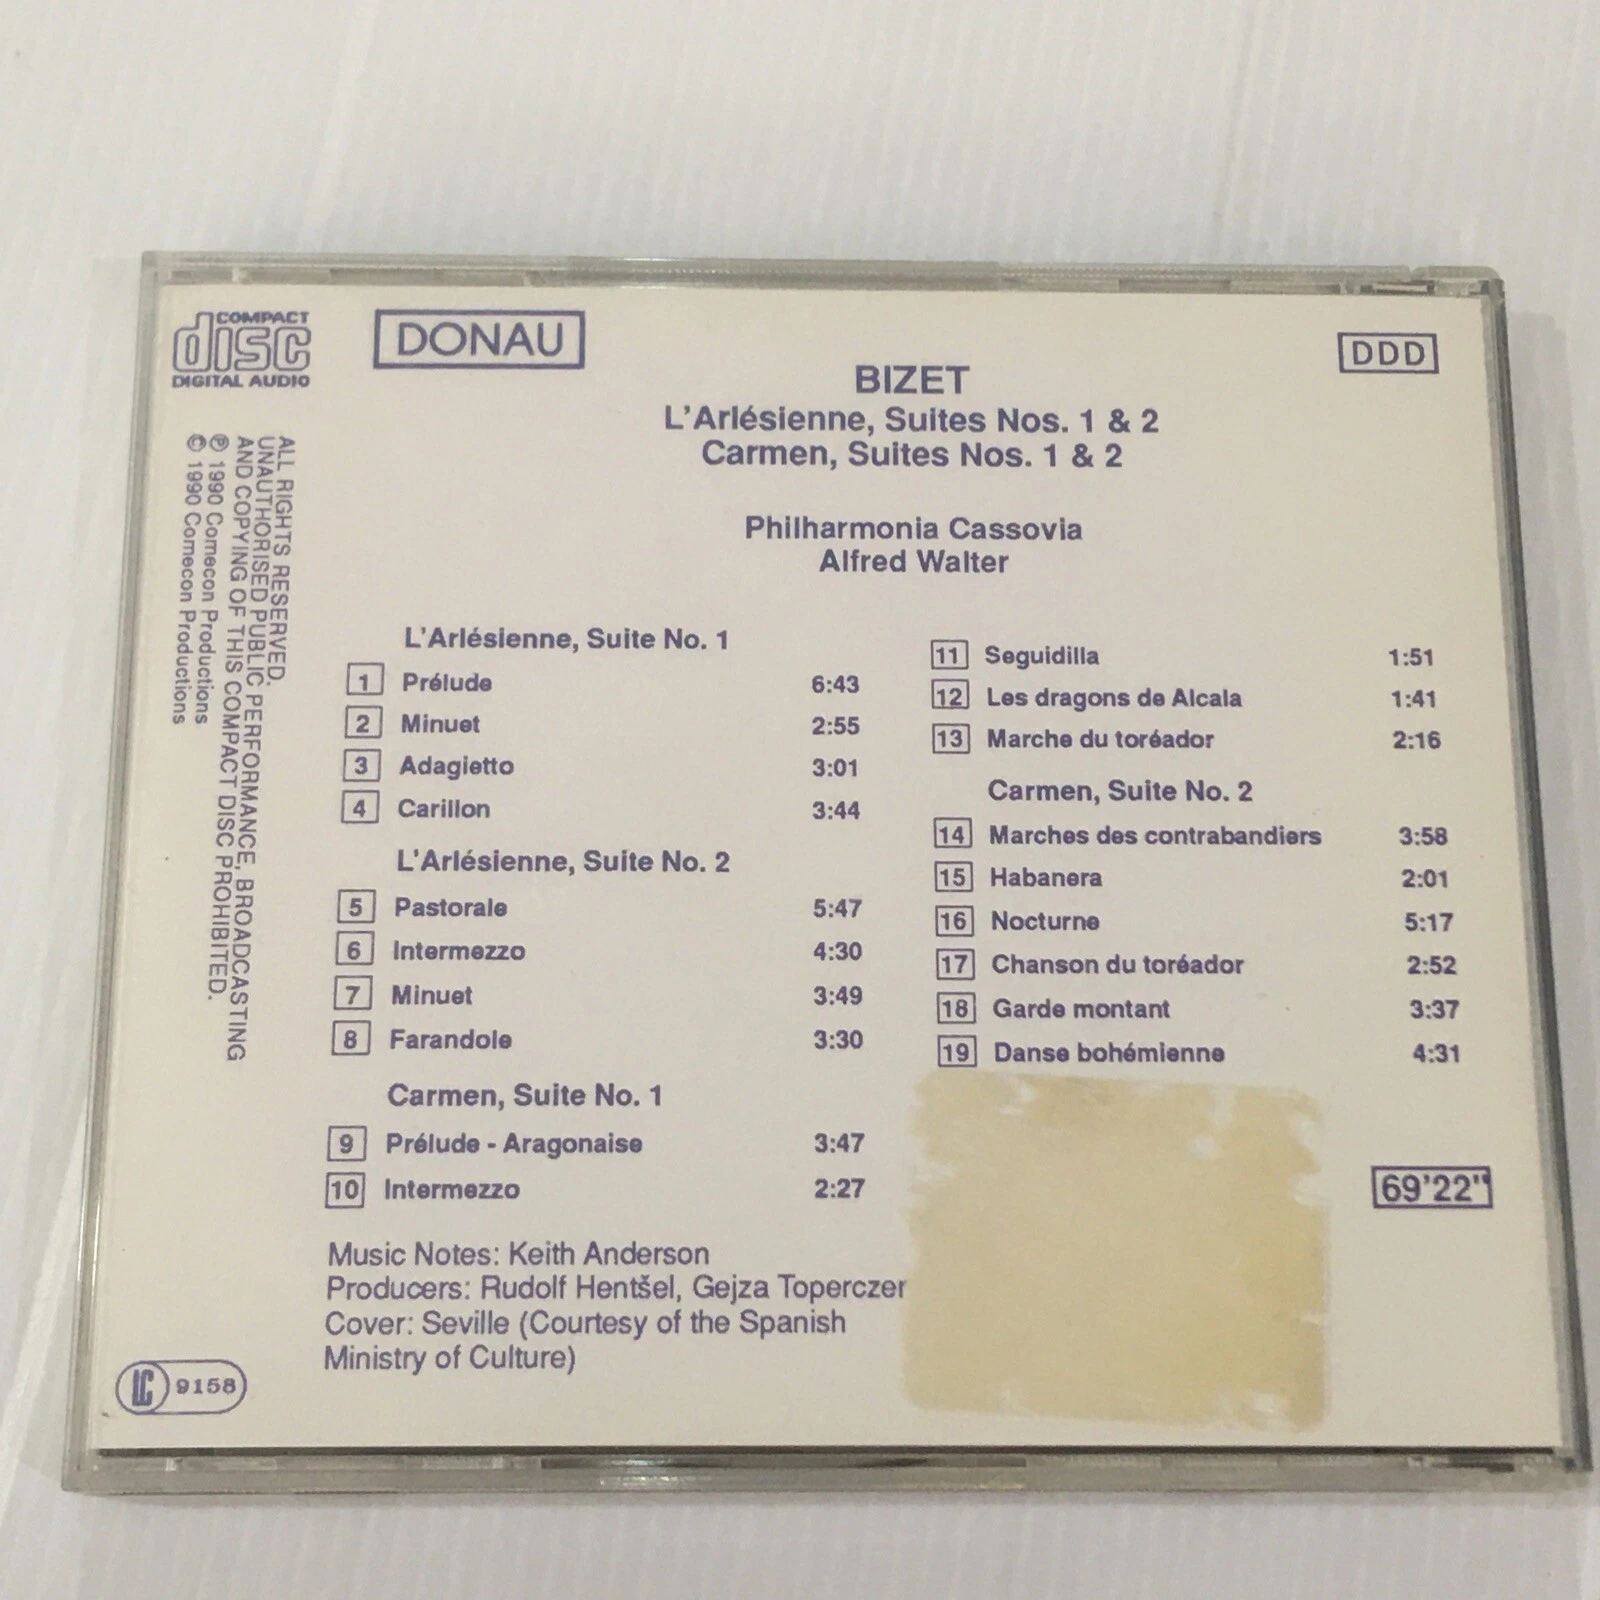 COMPACT
disc
DIGITAL AUDIO
DONAU
DDD
BIZET
L'Arlésienne, Suites Nos. 1 & 2
Carmen, Suites Nos. 1 & 2
Philharmonia Cassovia
Alfred Walter
ALL RIGHTS RESERVED.
UNAUTHORISED PUBLIC PERFORMANCE, BROADCASTING
AND COPYING OF THIS COMPACT DISC PROHIBITED.
℗ 1990 Comecon Productions
© 1990 Comecon Productions
L'Arlésienne, Suite No. 1
1 Prélude 6:43
2 Minuet 2:55
3 Adagietto 3:01
4 Carillon 3:44
L'Arlésienne, Suite No. 2
5 Pastorale 5:47
6 Intermezzo 4:30
7 Minuet 3:49
8 Farandole 3:30
Carmen, Suite No. 1
9 Prélude - Aragonaise 3:47
10 Intermezzo 2:27
11 Seguidilla 1:51
12 Les dragons de Alcala 1:41
13 Marche du toréador 2:16
Carmen, Suite No. 2
14 Marches des contrabandiers 3:58
15 Habanera 2:01
16 Nocturne 5:17
17 Chanson du toréador 2:52
18 Garde montant 3:37
19 Danse bohémienne 4:31
69'22"
Music Notes: Keith Anderson
Producers: Rudolf Hentšel, Gejza Toperczer
Cover: Seville (Courtesy of the Spanish
Ministry of Culture)
LC 9158